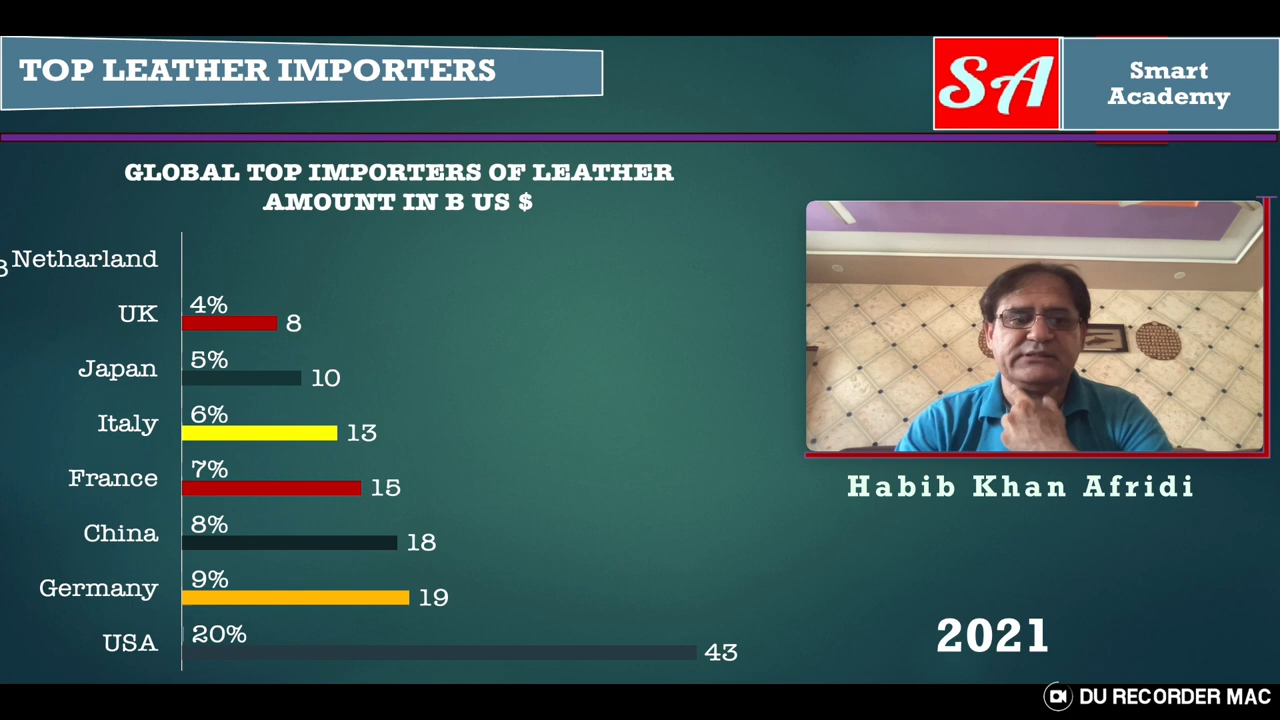 TOP LEATHER IMPORTERS
SA
Smart
Academy
GLOBAL TOP IMPORTERS OF LEATHER
AMOUNT IN B US $
Netharland
UK 4% 8
Japan 5% 10
Italy 6% 13
France 7% 15
China 8% 18
Germany 9% 19
USA 20% 43
Habib Khan Afridi
2021
DU RECORDER MAC